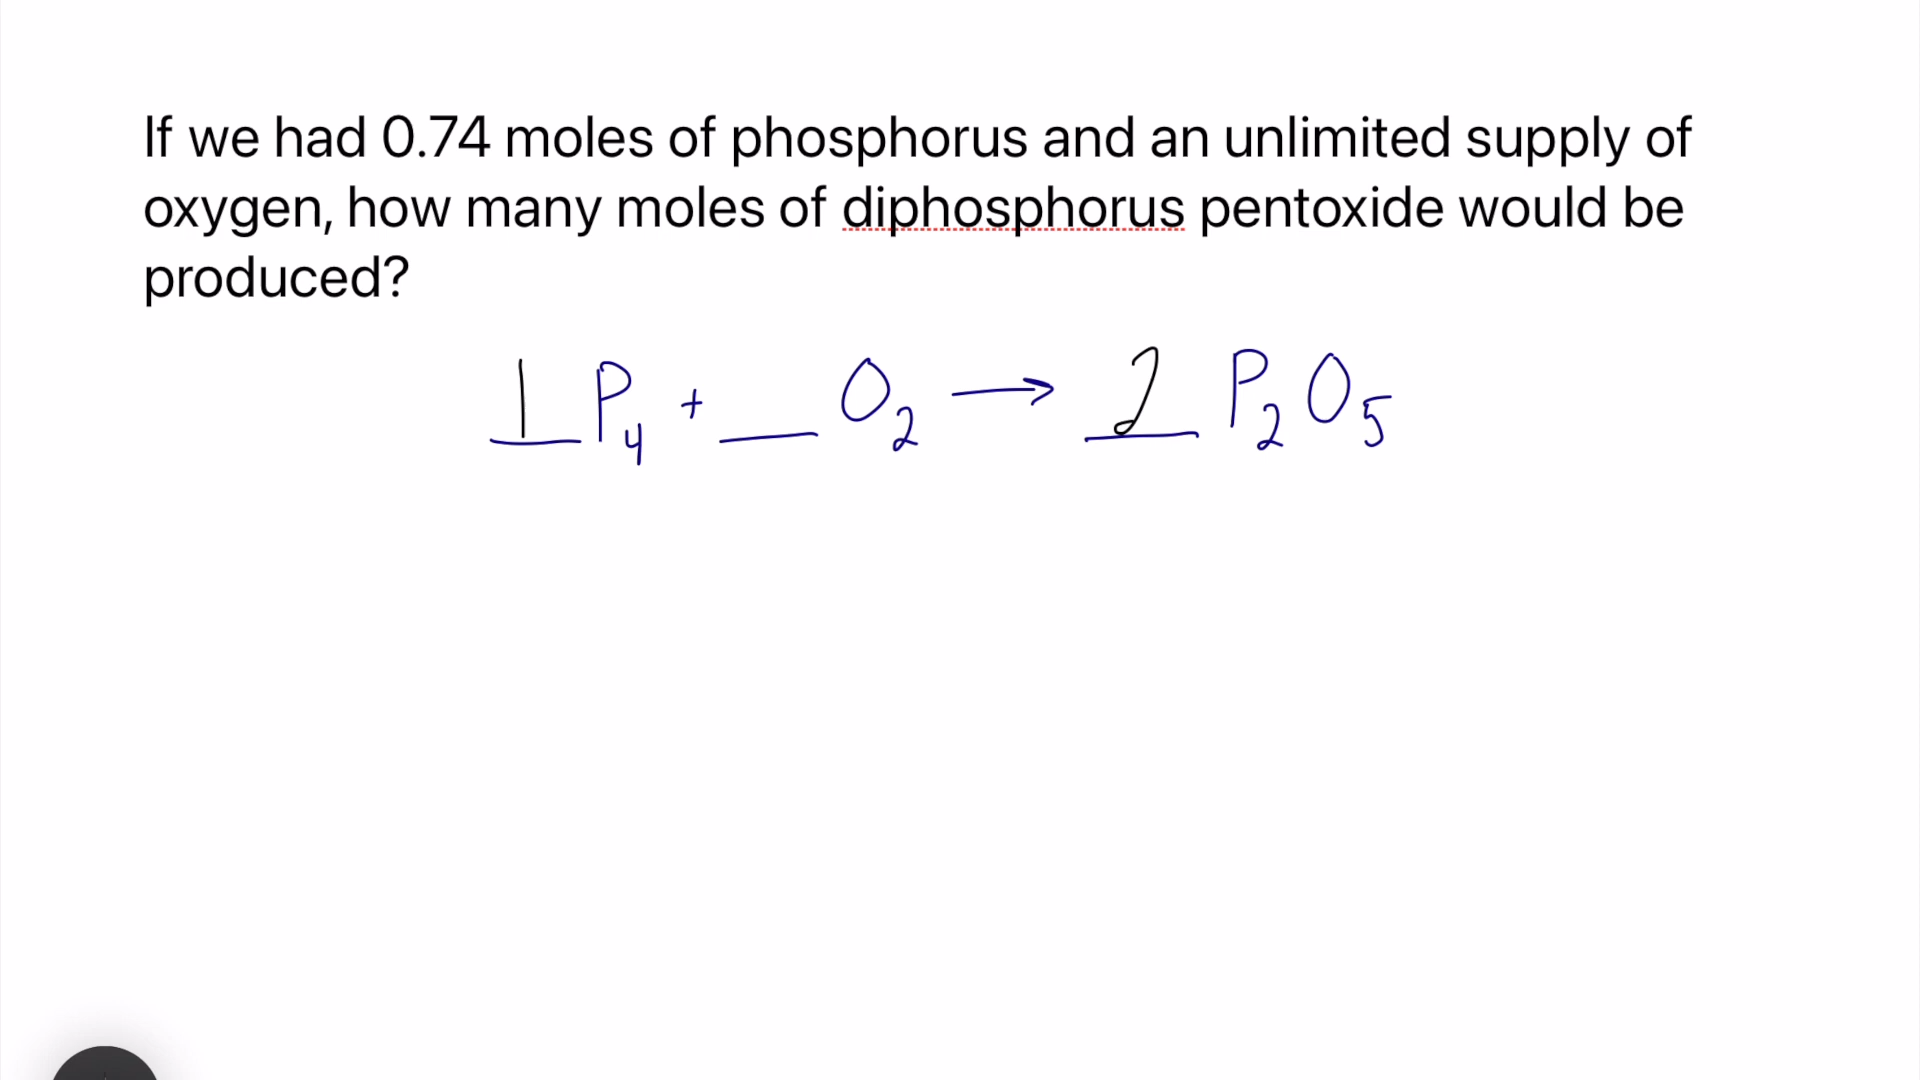 If we had 0.74 moles of phosphorus and an unlimited supply of
oxygen, how many moles of diphosphorus pentoxide would be
produced?
1 P₄ + __ O₂ → 2 P₂O₅